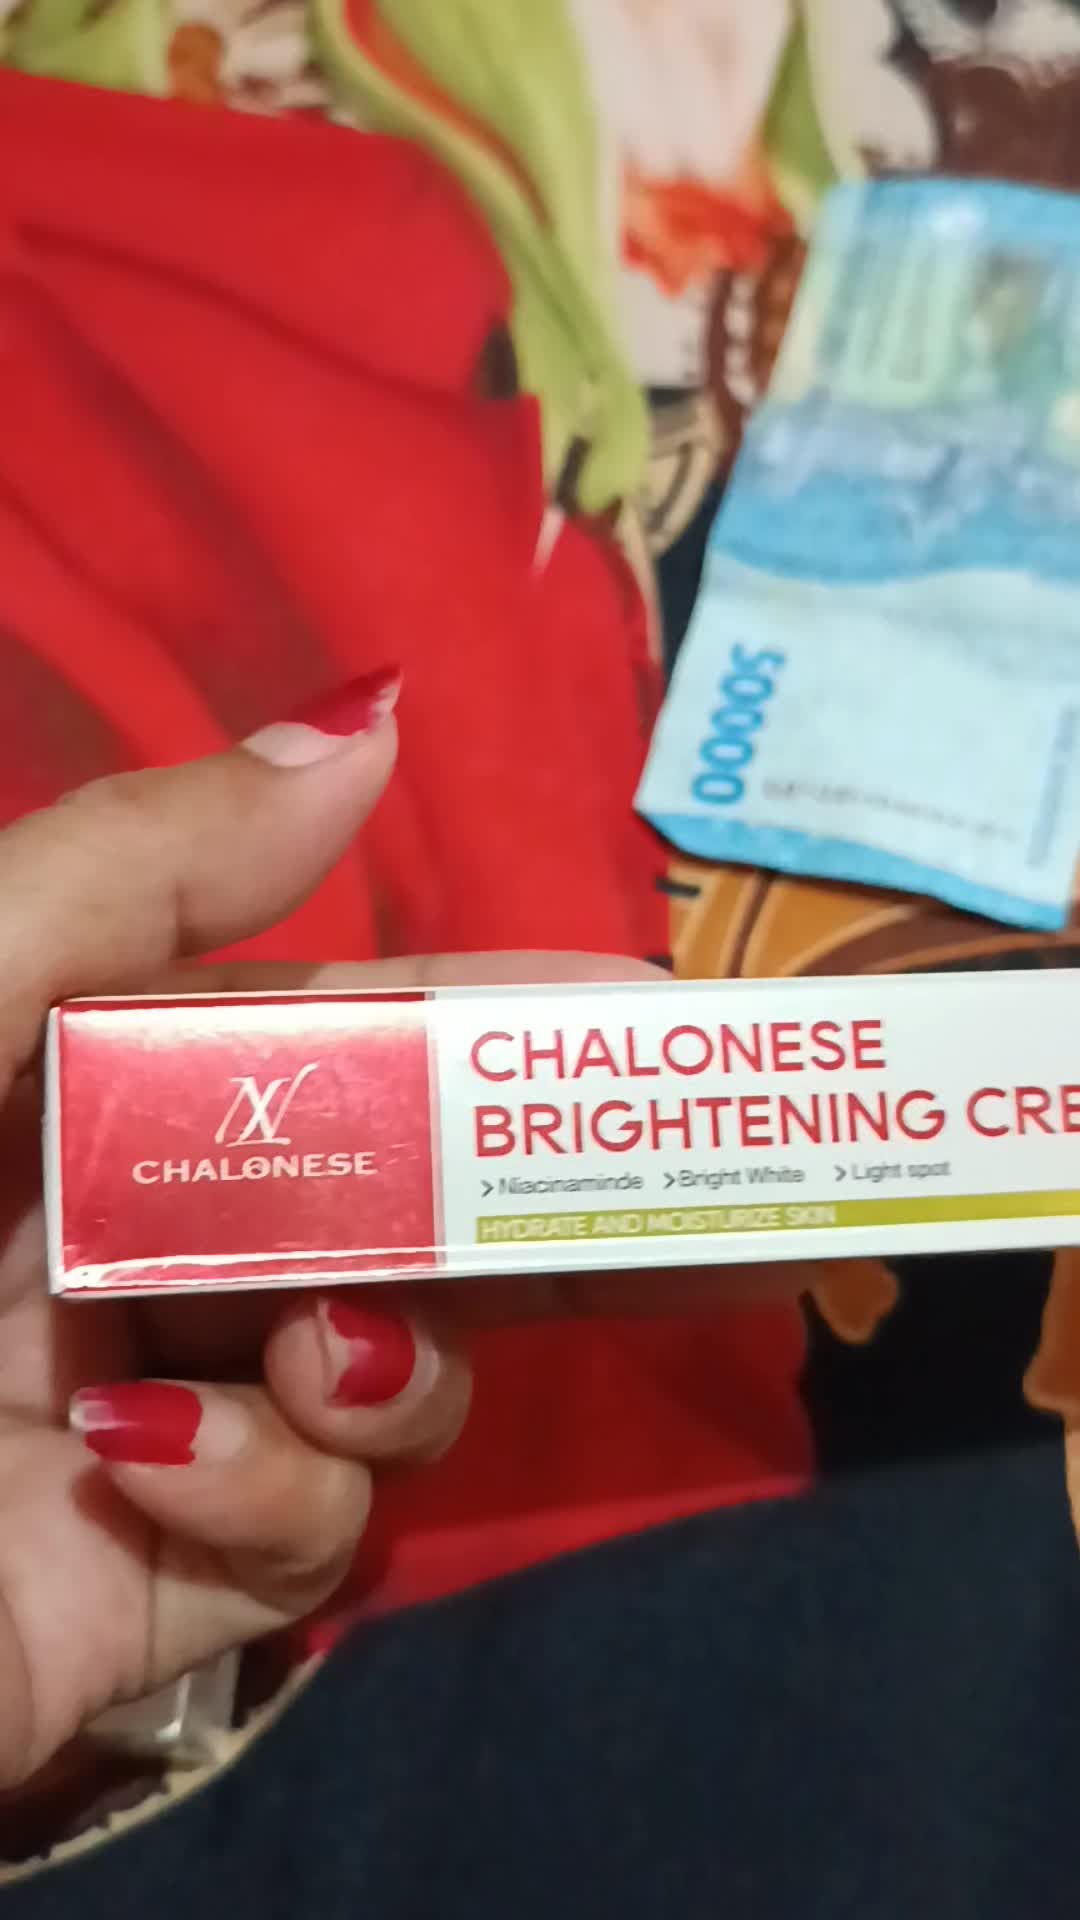 50000
CHALONESE
CHALONESE
BRIGHTENING CRE
> Niacinaminde > Bright White > Light spot
HYDRATE AND MOISTURIZE SKIN